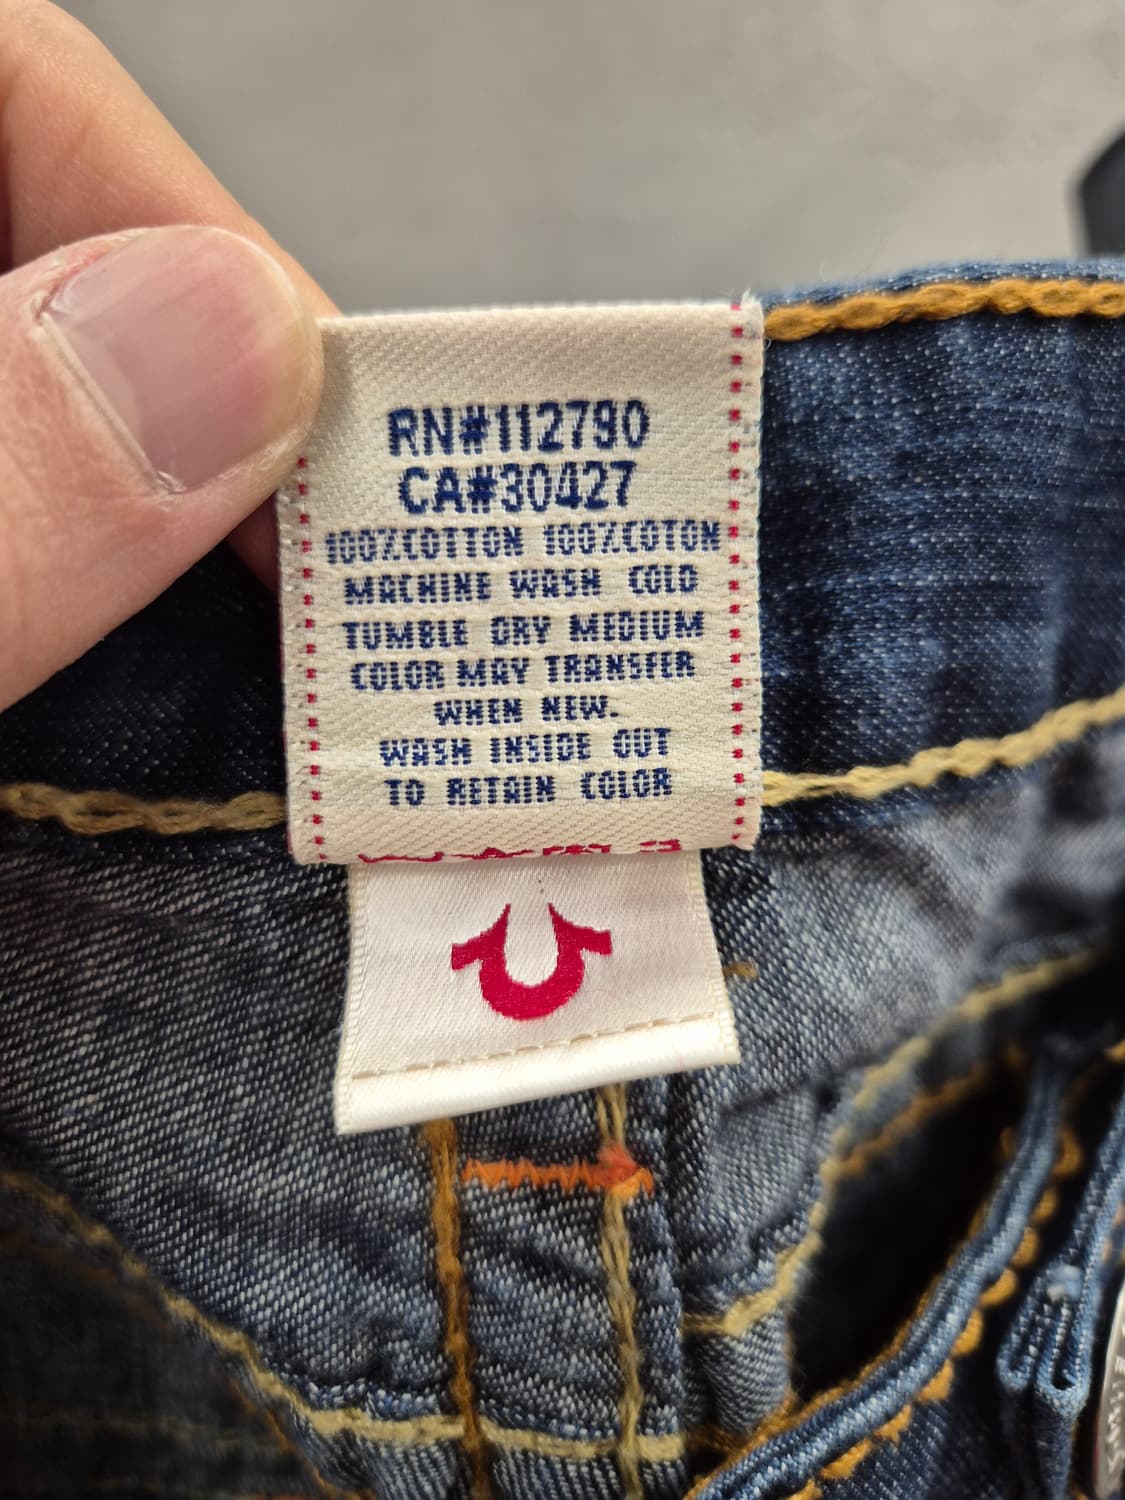 RN#112790
CA#30427
100%COTTON 100%COTON
MACHINE WASH COLD
TUMBLE DRY MEDIUM
COLOR MAY TRANSFER
WHEN NEW.
WASH INSIDE OUT
TO RETAIN COLOR